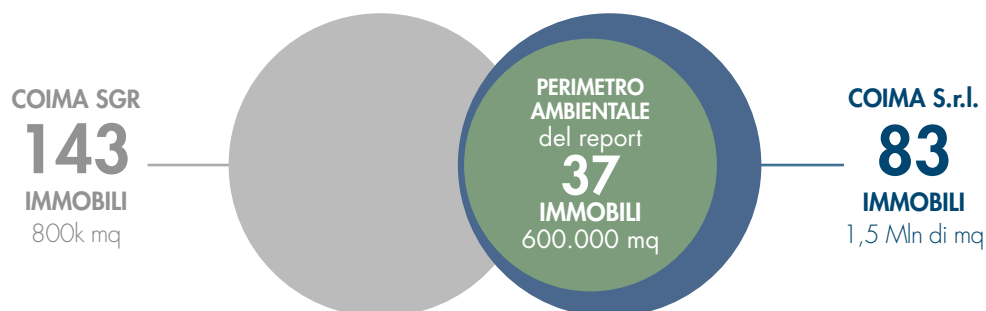 COIMA SGR
143
IMMOBILI
800k mq
PERIMETRO
AMBIENTALE
del report
37
IMMOBILI
600.000 mq
COIMA S.r.l.
83
IMMOBILI
1,5 Mln di mq